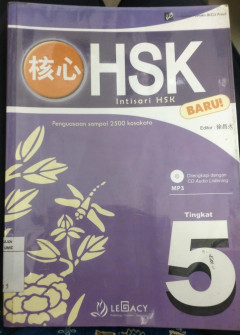 核心
HSK
Intisari HSK
BARU!
Penguasaan sampai 2500 kosakata
Editor :
Dilengkapi dengan
CD Audio Listening
MP3
Tingkat
5
LEGACY